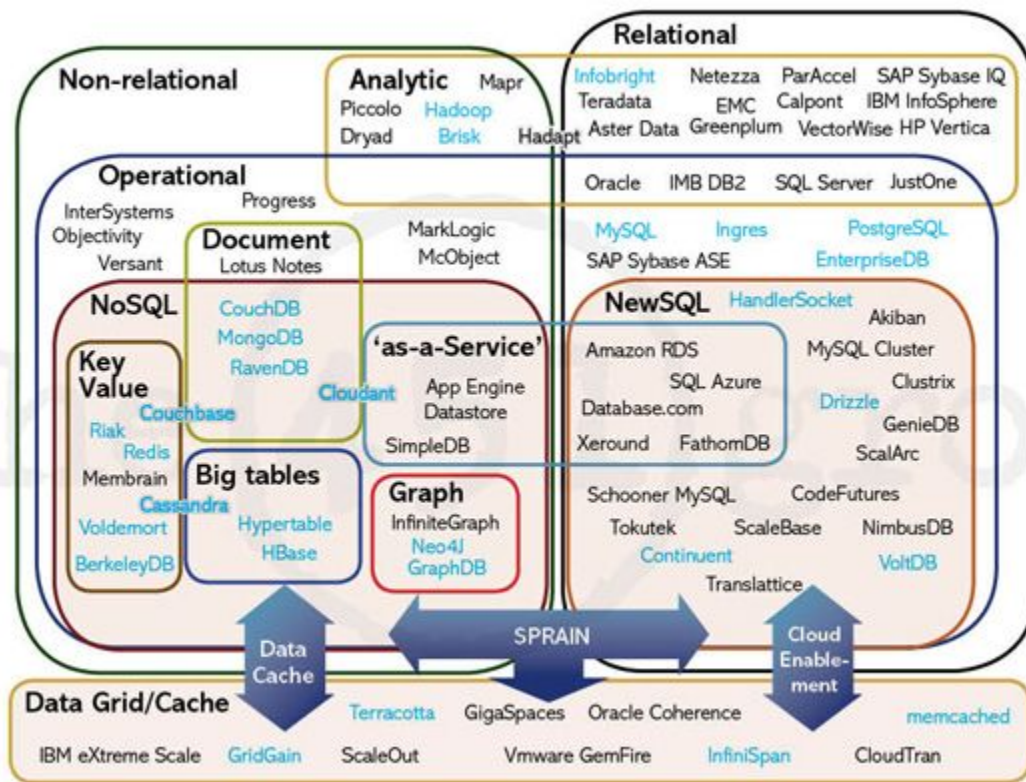 Relational
Non-relational
Analytic
Mapr
Piccolo
Hadoop
Dryad
Brisk
Hadapt
Infobright Netezza ParAccel SAP Sybase IQ
Teradata EMC Calpont IBM InfoSphere
Aster Data Greenplum VectorWise HP Vertica
Operational
Oracle IMB DB2 SQL Server JustOne
Progress
InterSystems
Objectivity
Versant
Document
Lotus Notes
MarkLogic
McObject
MySQL Ingres PostgreSQL
SAP Sybase ASE EnterpriseDB
NoSQL
CouchDB
MongoDB
RavenDB
Key
Value
Couchbase
Riak
Redis
Membrain
Cassandra
Voldemort
BerkeleyDB
Big tables
Hypertable
HBase
'as-a-Service'
Cloudant
App Engine
Datastore
SimpleDB
Graph
InfiniteGraph
Neo4J
GraphDB
NewSQL HandlerSocket
Akiban
Amazon RDS MySQL Cluster
SQL Azure Clustrix
Database.com Drizzle
GenieDB
Xeround FathomDB ScalArc
Schooner MySQL CodeFutures
Tokutek ScaleBase NimbusDB
Continuent VoltDB
Translattice
Data
Cache
SPRAIN
Cloud
Enable-
ment
Data Grid/Cache
Terracotta GigaSpaces Oracle Coherence memcached
IBM eXtreme Scale GridGain ScaleOut Vmware GemFire InfiniSpan CloudTran